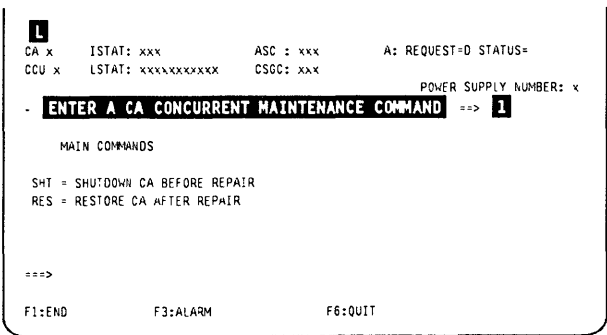 L
CA x ISTAT: xxx ASC : xxx A: REQUEST=D STATUS=
CCU x LSTAT: xxxxxxxxxxx CSGC: xxx
POWER SUPPLY NUMBER: x
- ENTER A CA CONCURRENT MAINTENANCE COMMAND ==> 1
MAIN COMMANDS
SHT = SHUTDOWN CA BEFORE REPAIR
RES = RESTORE CA AFTER REPAIR
===>
F1:END F3:ALARM F6:QUIT